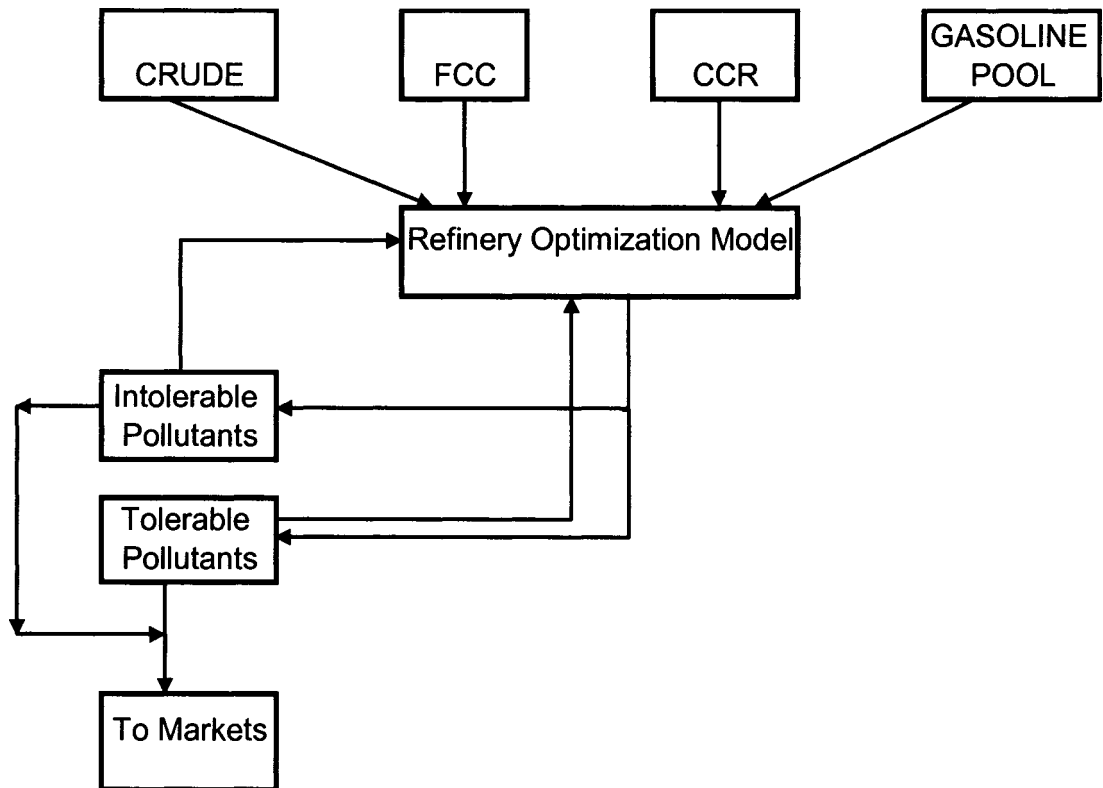 CRUDE
FCC
CCR
GASOLINE
POOL
Refinery Optimization Model
Intolerable
Pollutants
Tolerable
Pollutants
To Markets